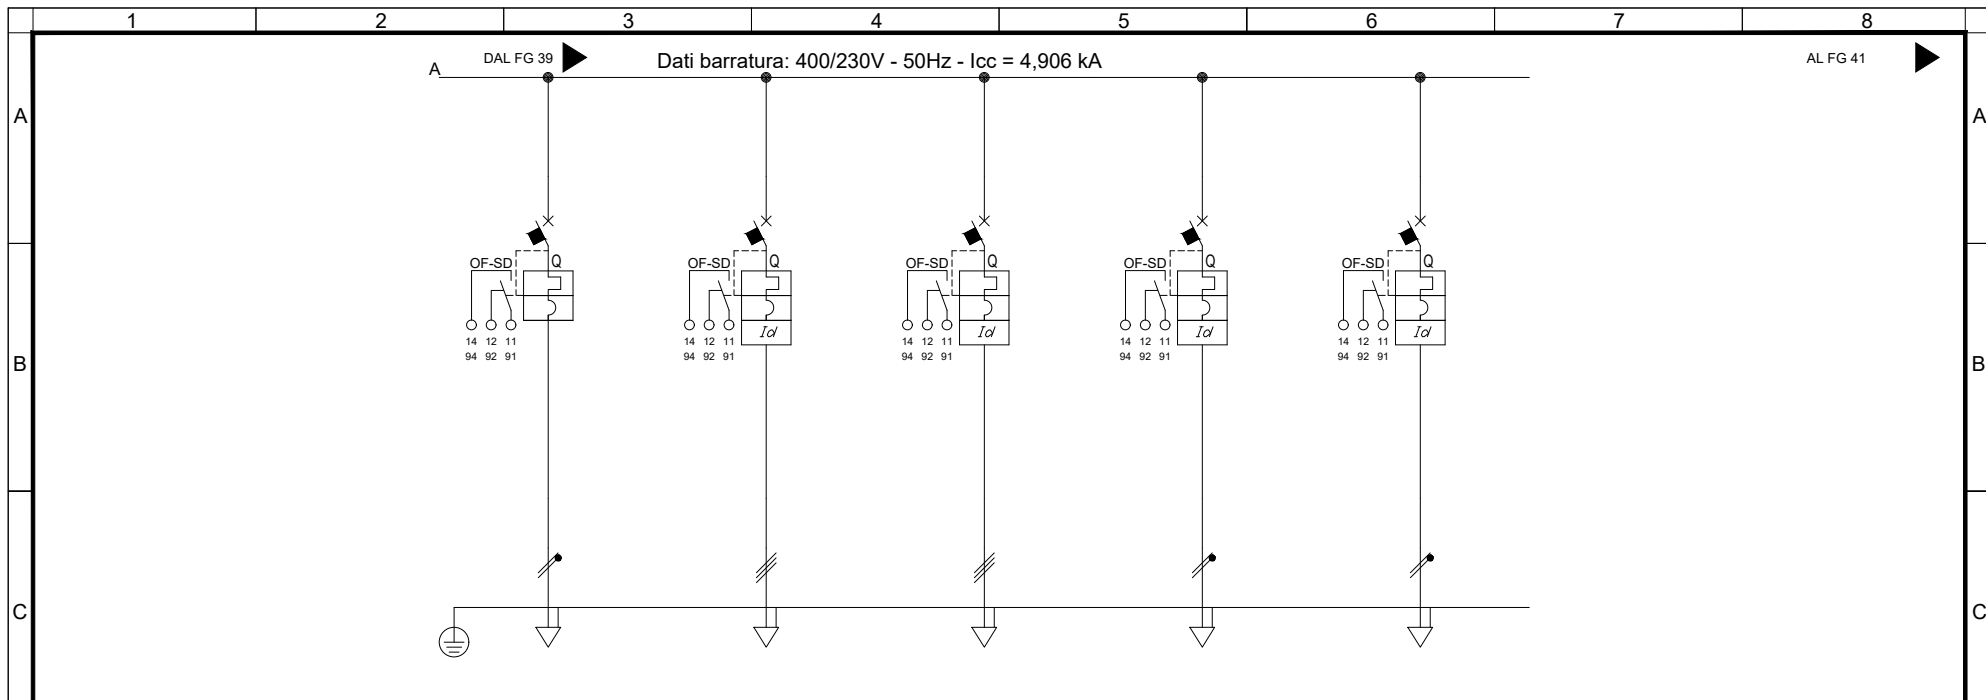 1 2 3 4 5 6 7 8
DAL FG 39 Dati barratura: 400/230V - 50Hz - Icc = 4,906 kA AL FG 41
A
A A
OF-SD Q OF-SD Q OF-SD Q OF-SD Q OF-SD Q
Id Id Id Id
14 12 11 14 12 11 14 12 11 14 12 11 14 12 11
94 92 91 94 92 91 94 92 91 94 92 91 94 92 91
B B
C C